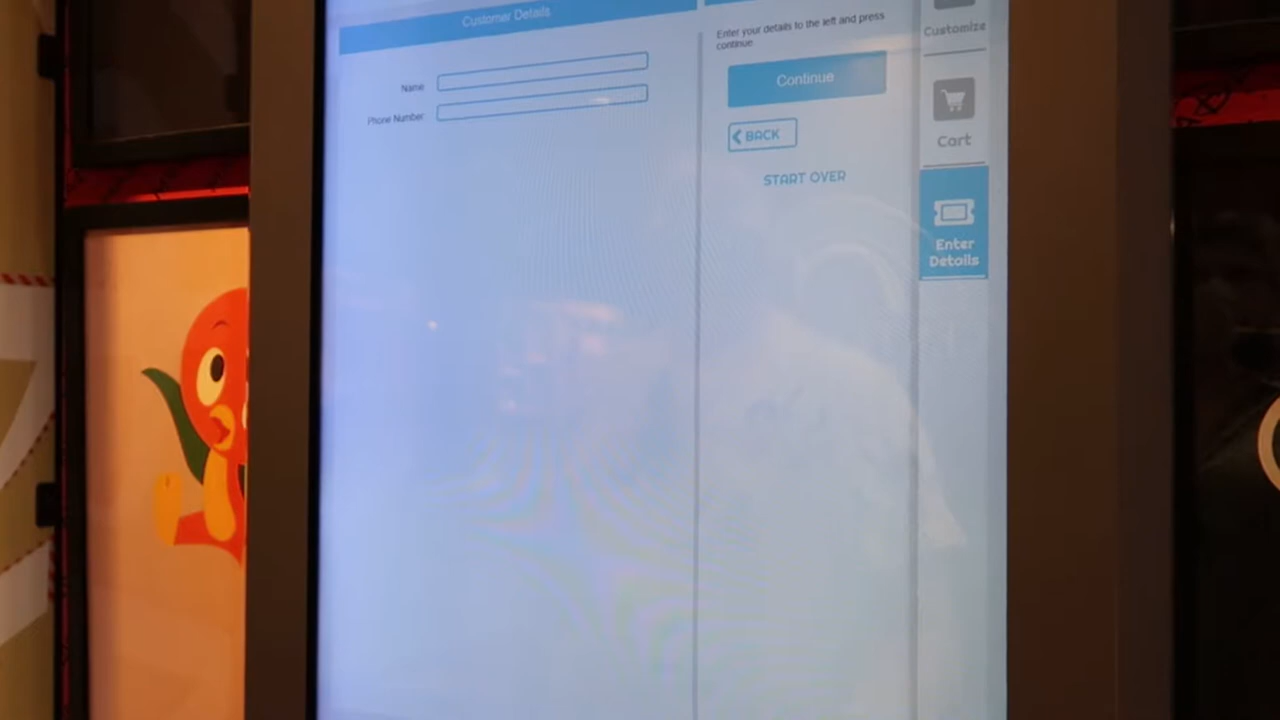 Customer Details
Name:
Phone Number:
Enter your details to the left and press
continue
Continue
BACK
START OVER
Customize
Cart
Enter
Details